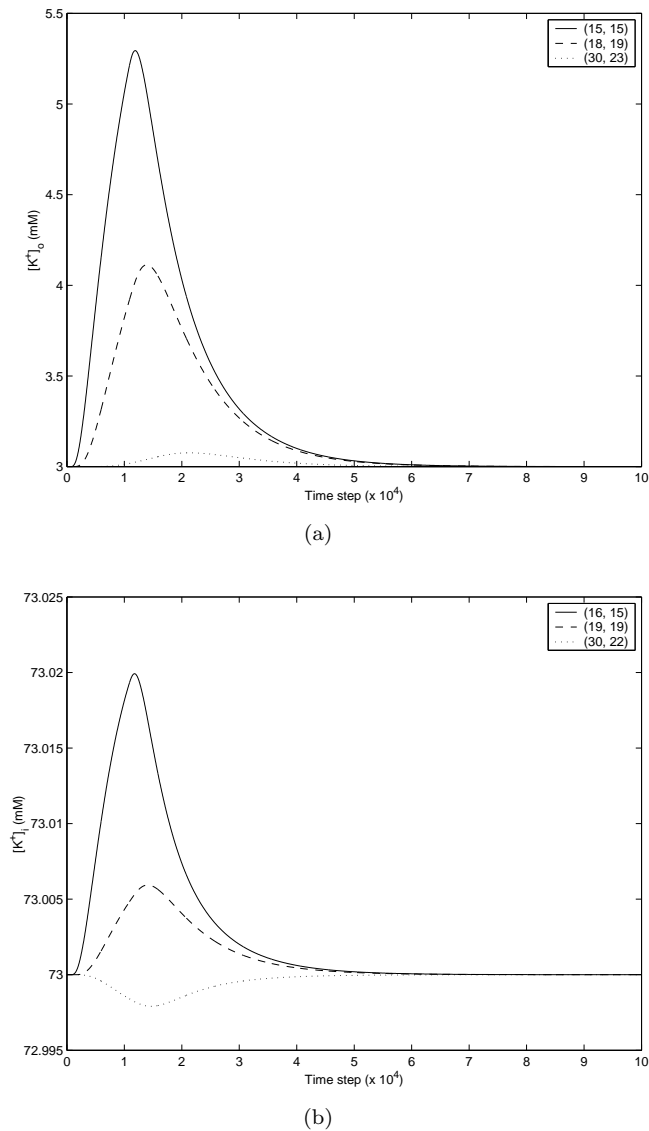 5.5
5
4.5
4
3.5
3
[K+]o (mM)
0 1 2 3 4 5 6 7 8 9 10
Time step (x 10^4)
(15, 15)
(18, 19)
(30, 23)
(a)
73.025
73.02
73.015
73.01
73.005
73
72.995
[K+]i (mM)
0 1 2 3 4 5 6 7 8 9 10
Time step (x 10^4)
(16, 15)
(19, 19)
(30, 22)
(b)